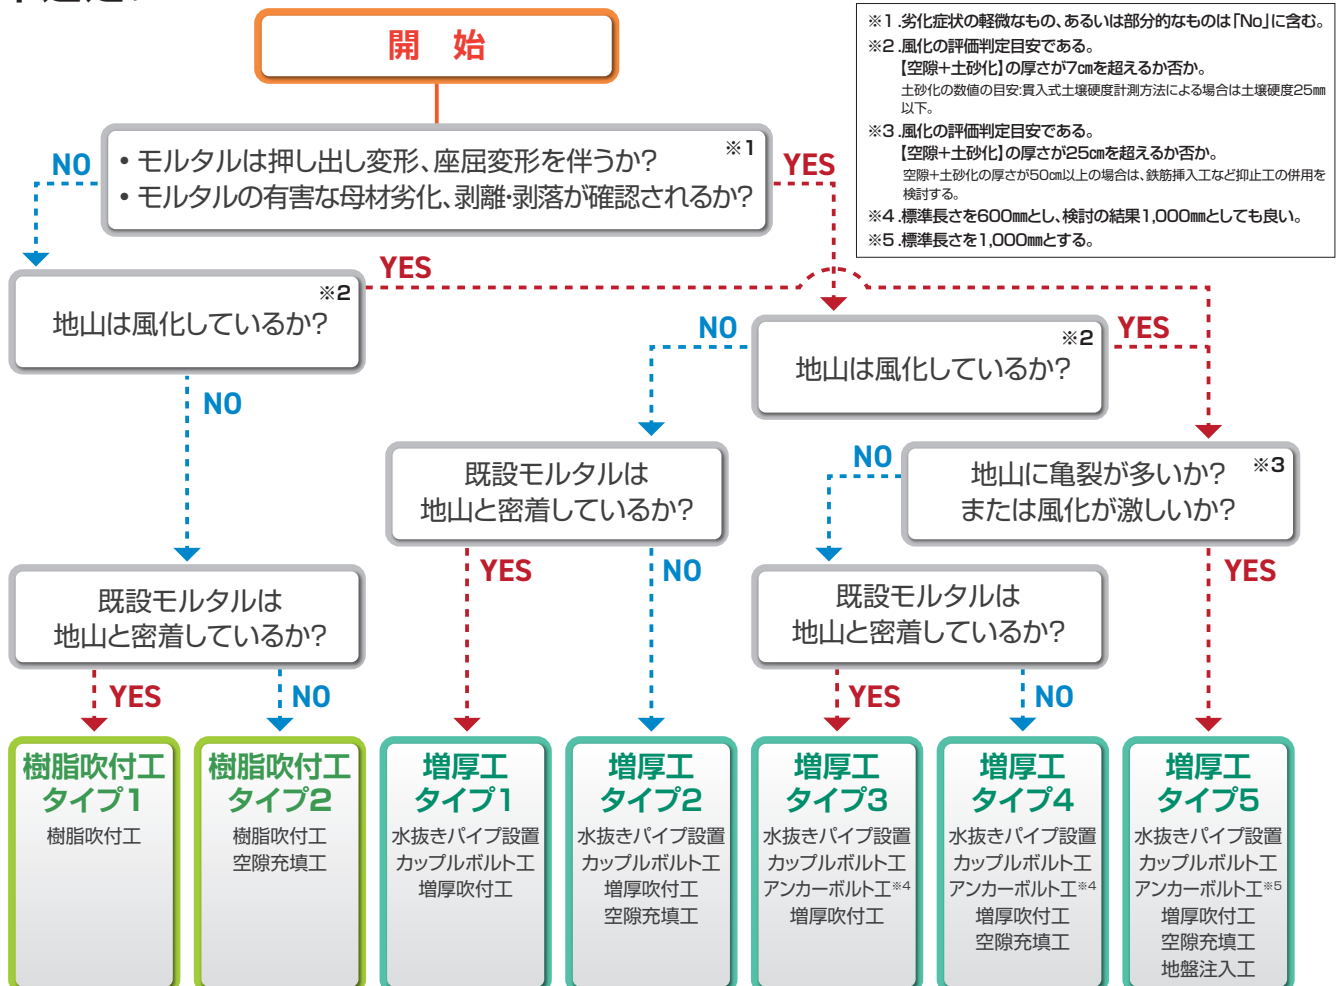 ※1.劣化症状の軽微なもの、あるいは部分的なものは「No」に含む。
※2.風化の評価判定目安である。
【空隙+土砂化】の厚さが7㎝を超えるか否か。
土砂化の数値の目安:貫入式土壌硬度計測方法による場合は土壌硬度25㎜
以下。
※3.風化の評価判定目安である。
【空隙+土砂化】の厚さが25㎝を超えるか否か。
空隙+土砂化の厚さが50㎝以上の場合は、鉄筋挿入工など抑止工の併用を
検討する。
※4.標準長さを600㎜とし、検討の結果1,000㎜としても良い。
※5.標準長さを1,000㎜とする。
開 始
NO
• モルタルは押し出し変形、座屈変形を伴うか? ※1
• モルタルの有害な母材劣化、剥離・剥落が確認されるか?
YES
※2
地山は風化しているか?
YES
NO
NO
※2
地山は風化しているか?
YES
既設モルタルは
地山と密着しているか?
NO
地山に亀裂が多いか? ※3
または風化が激しいか?
既設モルタルは
地山と密着しているか?
YES
NO
既設モルタルは
地山と密着しているか?
YES
YES
NO
YES
NO
樹脂吹付工
タイプ1
樹脂吹付工
樹脂吹付工
タイプ2
樹脂吹付工
空隙充填工
増厚工
タイプ1
水抜きパイプ設置
カップルボルト工
増厚吹付工
増厚工
タイプ2
水抜きパイプ設置
カップルボルト工
増厚吹付工
空隙充填工
増厚工
タイプ3
水抜きパイプ設置
カップルボルト工
アンカーボルト工※4
増厚吹付工
増厚工
タイプ4
水抜きパイプ設置
カップルボルト工
アンカーボルト工※4
増厚吹付工
空隙充填工
増厚工
タイプ5
水抜きパイプ設置
カップルボルト工
アンカーボルト工※5
増厚吹付工
空隙充填工
地盤注入工